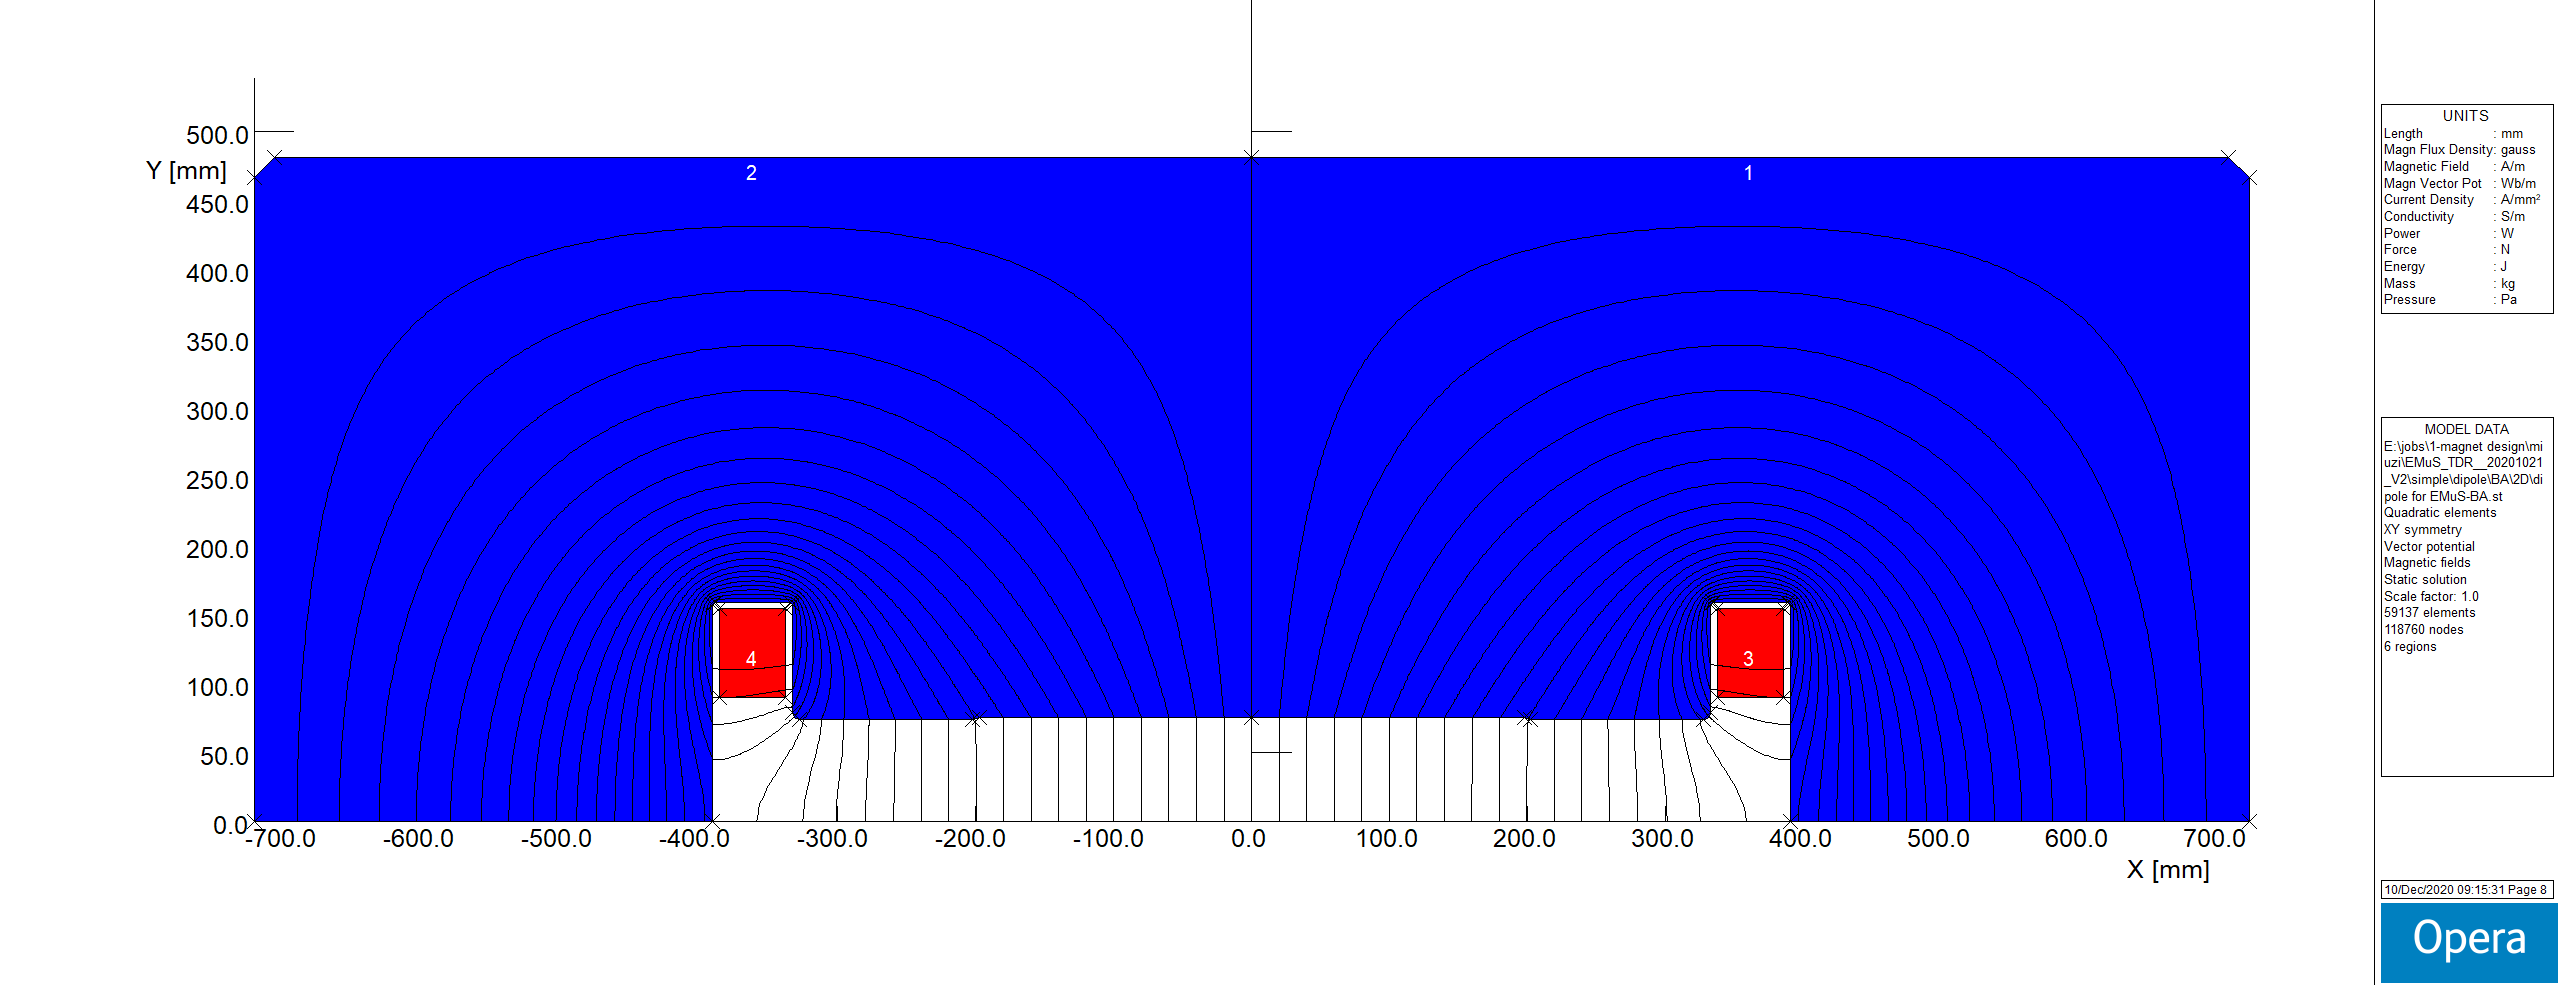 500.0
Y [mm]
450.0
400.0
350.0
300.0
250.0
200.0
150.0
100.0
50.0
0.0
-700.0 -600.0 -500.0 -400.0 -300.0 -200.0 -100.0 0.0 100.0 200.0 300.0 400.0 500.0 600.0 700.0
X [mm]
2
1
4
3
UNITS
Length : mm
Magn Flux Density: gauss
Magnetic Field : A/m
Magn Vector Pot : Wb/m
Current Density : A/mm²
Conductivity : S/m
Power : W
Force : N
Energy : J
Mass : kg
Pressure : Pa
MODEL DATA
E:\jobs\1-magnet design\mi
uzi\EMuS_TDR__20201021
_V2\simple\dipole\BA\2D\di
pole for EMuS-BA.st
Quadratic elements
XY symmetry
Vector potential
Magnetic fields
Static solution
Scale factor: 1.0
59137 elements
118760 nodes
6 regions
10/Dec/2020 09:15:31 Page 8
Opera